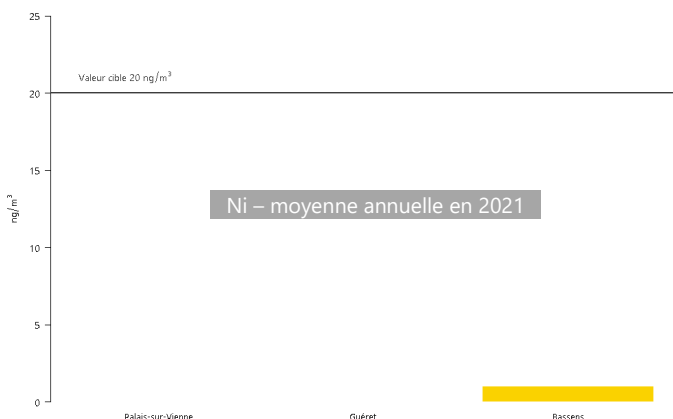 25
Valeur cible 20 ng/m³
20
15
ng/m³
Ni – moyenne annuelle en 2021
10
5
0
Palais-sur-Vienne Guéret Bassens